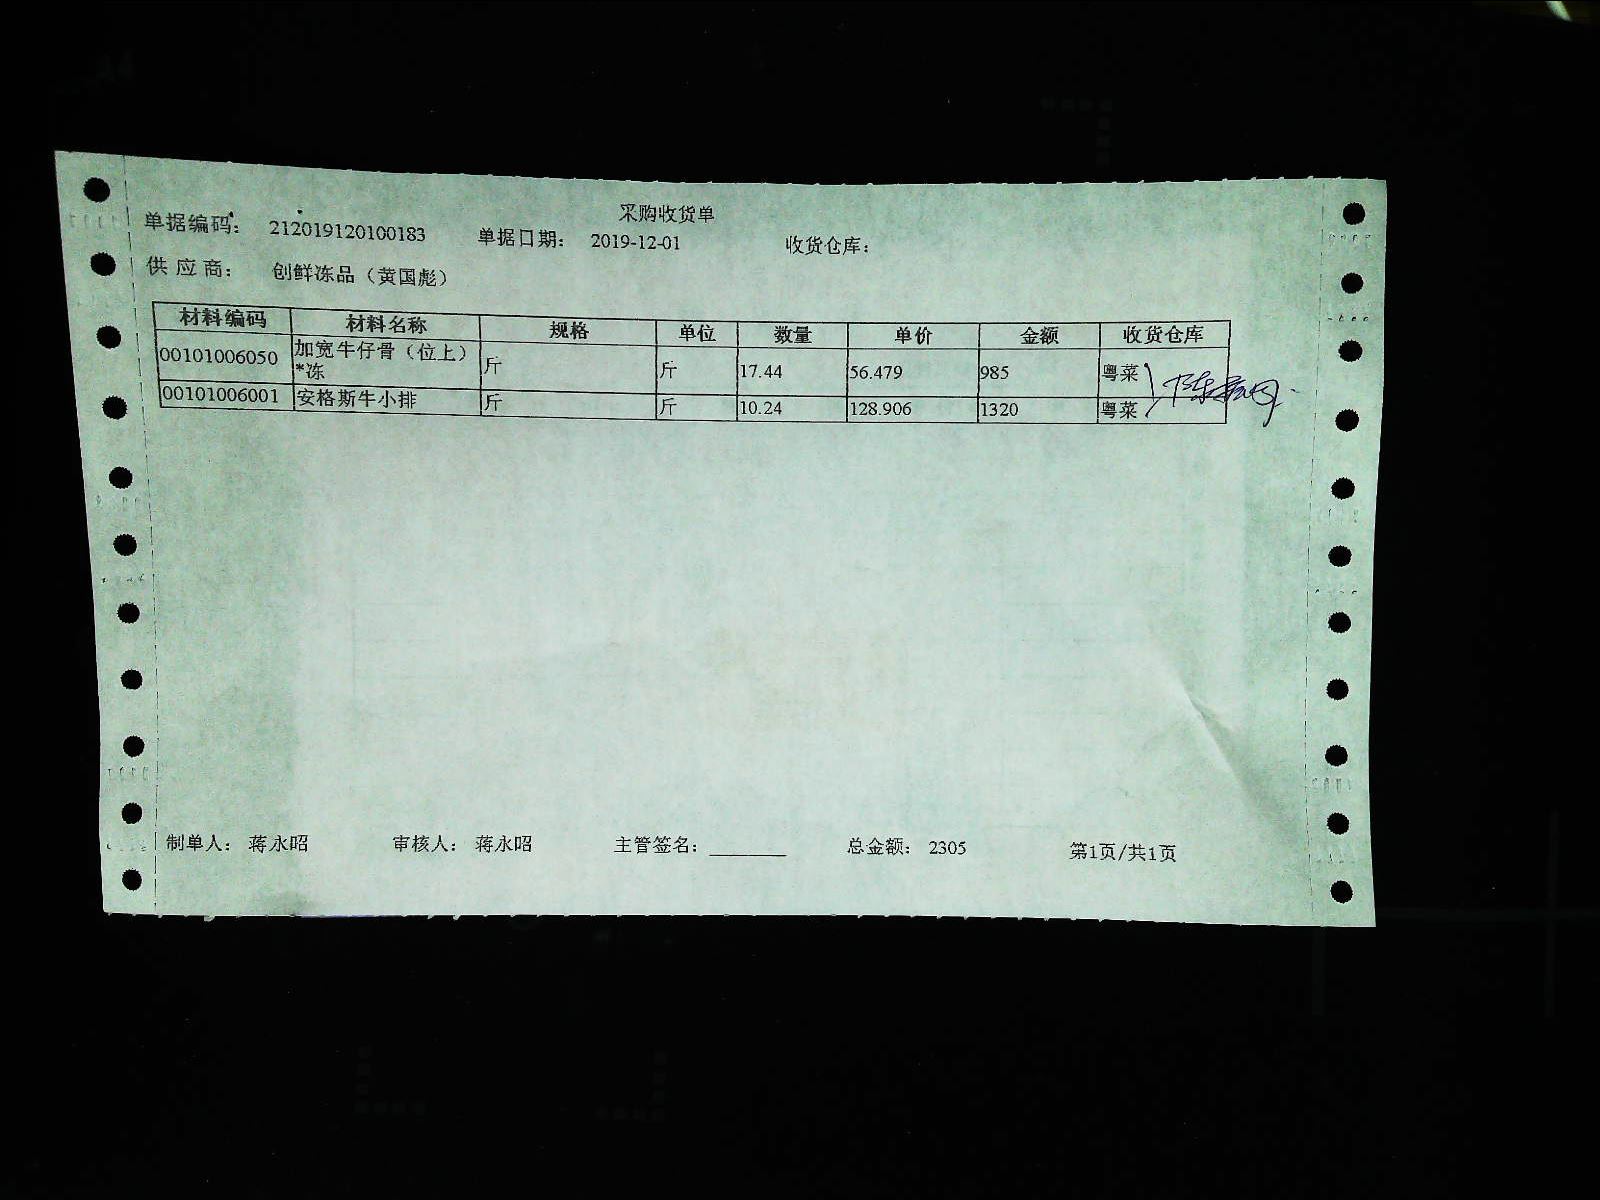 采购收货单
单据编码： 212019120100183 单据日期： 2019-12-01 收货仓库：
供应商： 创鲜冻品（黄国彪）
材料编码 材料名称 规格 单位 数量 单价 金额 收货仓库
00101006050 加宽牛仔骨（位上）*冻 斤 斤 17.44 56.479 985 粤菜
00101006001 安格斯牛小排 斤 斤 10.24 128.906 1320 粤菜
制单人： 蒋永昭 审核人： 蒋永昭 主管签名：________ 总金额： 2305 第1页/共1页